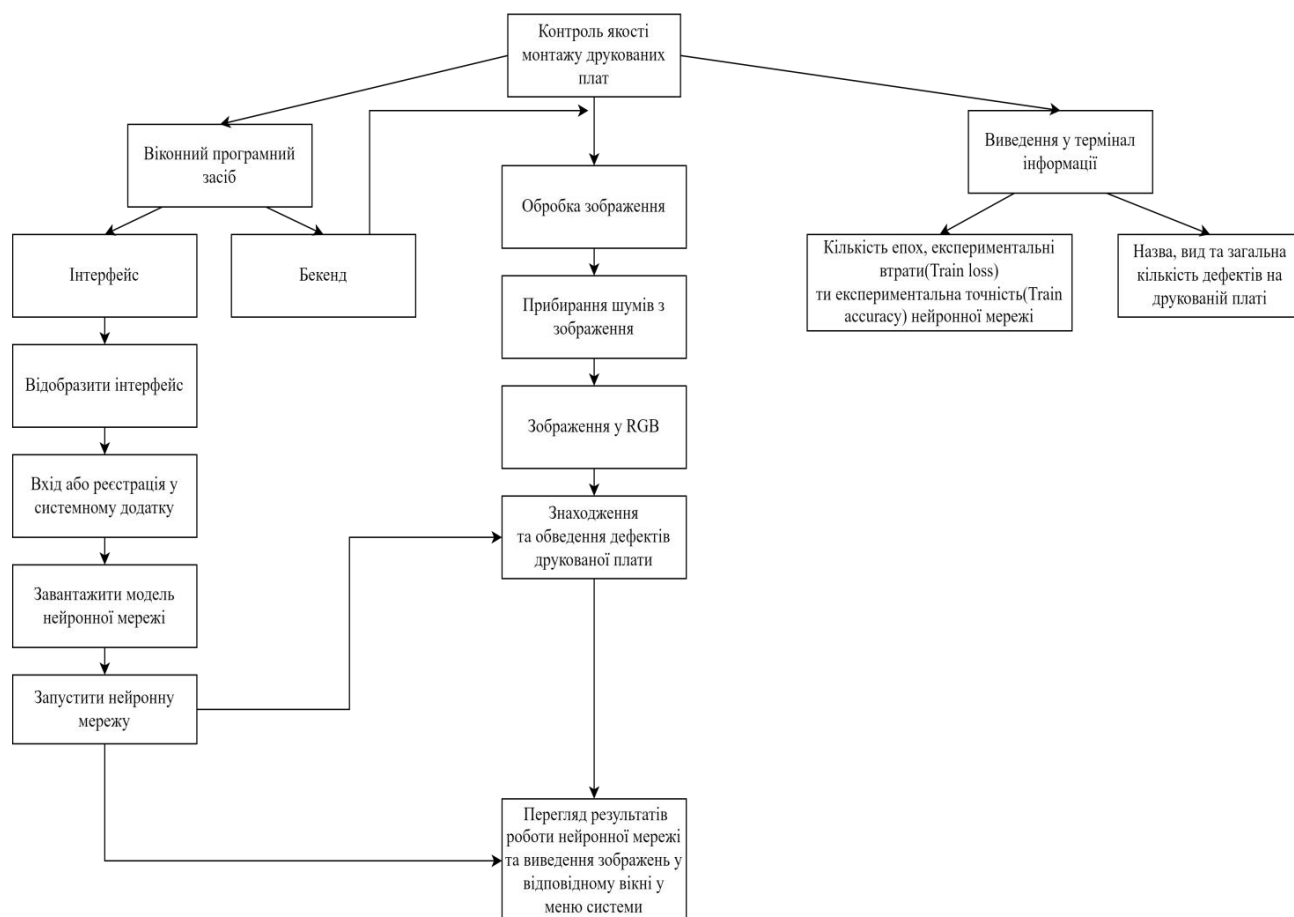 Контроль якості
монтажу друкованих
плат
Віконний програмний
засіб
Виведення у термінал
інформації
Обробка зображення
Інтерфейс
Бекенд
Кількість епох, експериментальні
втрати(Train loss)
ти експериментальна точність(Train
accuracy) нейронної мережі
Назва, вид та загальна
кількість дефектів на
друкованій платі
Прибирання шумів з
зображення
Відобразити інтерфейс
Зображення у RGB
Вхід або реєстрація у
системному додатку
Знаходження
та обведення дефектів
друкованої плати
Завантажити модель
нейронної мережі
Запустити нейронну
мережу
Перегляд результатів
роботи нейронної мережі
та виведення зображень у
відповідному вікні у
меню системи